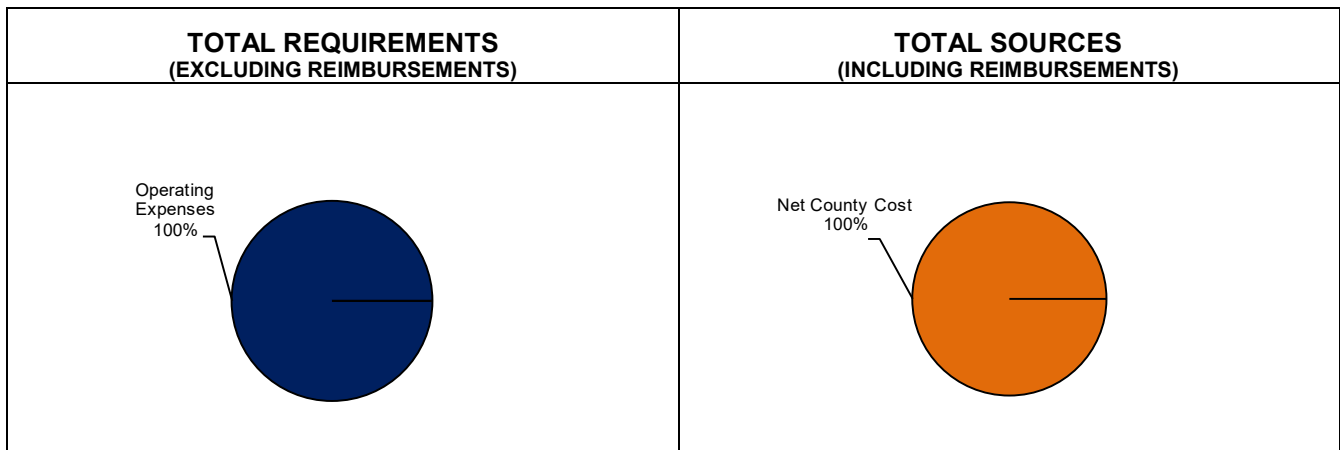 TOTAL REQUIREMENTS
(EXCLUDING REIMBURSEMENTS)
Operating
Expenses
100%
TOTAL SOURCES
(INCLUDING REIMBURSEMENTS)
Net County Cost
100%